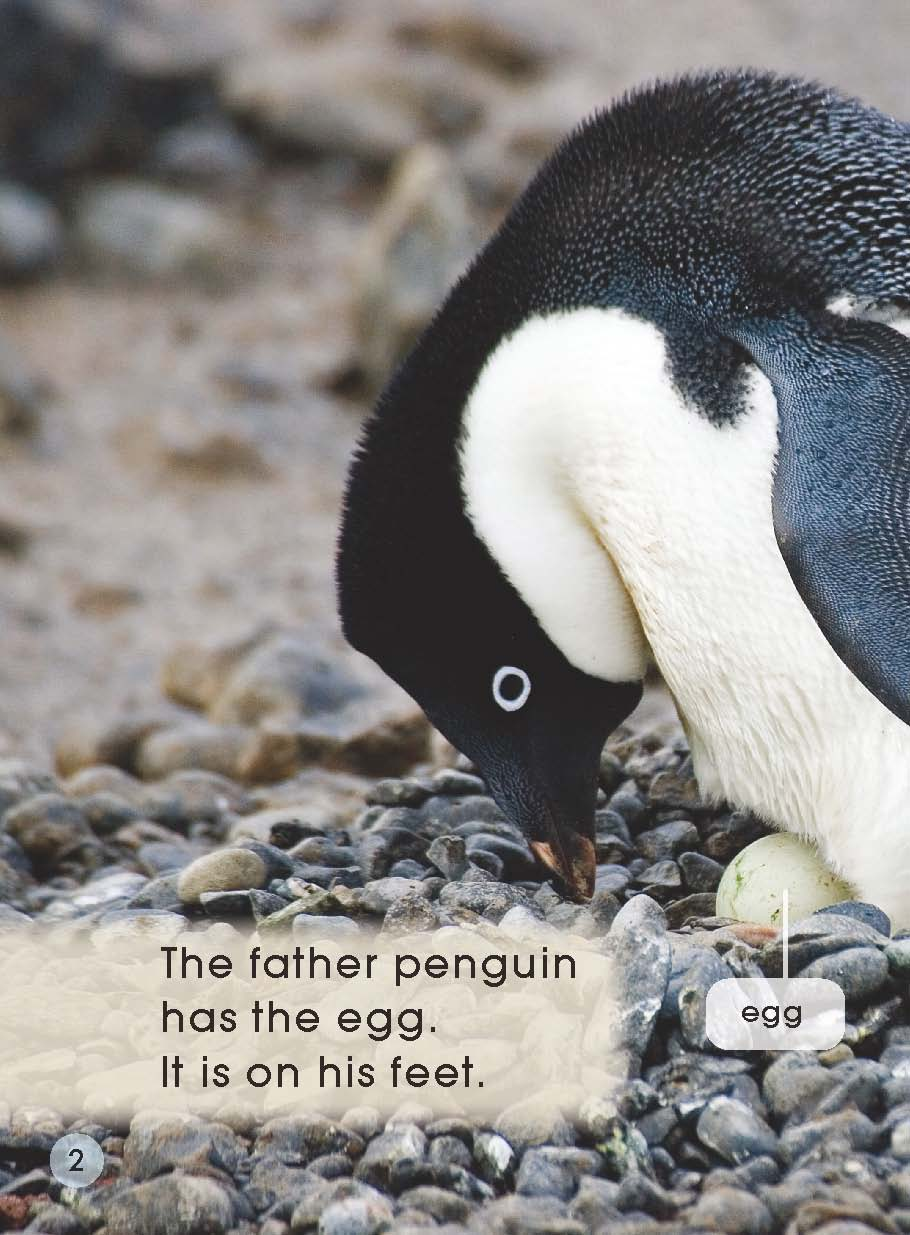 The father penguin
has the egg.
It is on his feet.
egg
2